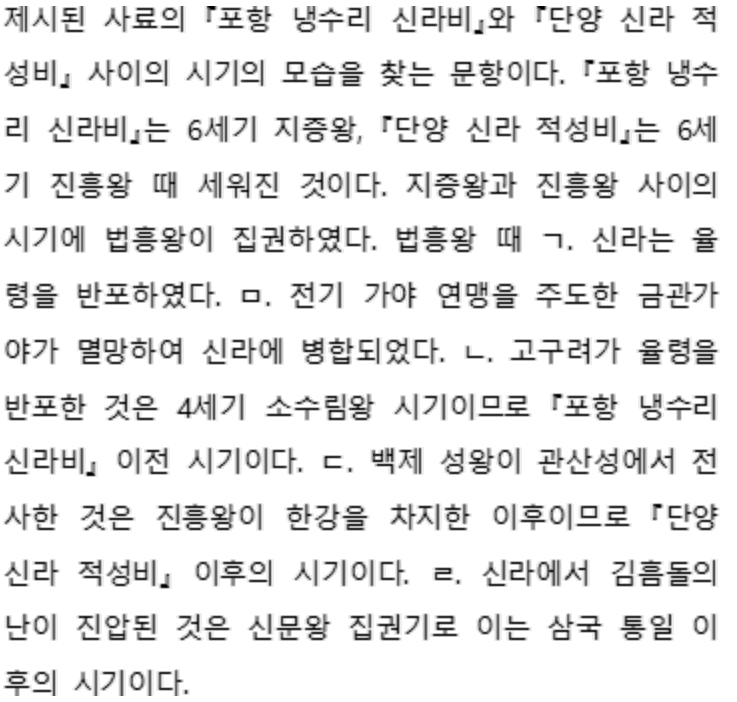 제시된 사료의 『포항 냉수리 신라비』와 『단양 신라 적
성비』 사이의 시기의 모습을 찾는 문항이다. 『포항 냉수
리 신라비』는 6세기 지증왕, 『단양 신라 적성비』는 6세
기 진흥왕 때 세워진 것이다. 지증왕과 진흥왕 사이의
시기에 법흥왕이 집권하였다. 법흥왕 때 ㄱ. 신라는 율
령을 반포하였다. ㅁ. 전기 가야 연맹을 주도한 금관가
야가 멸망하여 신라에 병합되었다. ㄴ. 고구려가 율령을
반포한 것은 4세기 소수림왕 시기이므로 『포항 냉수리
신라비』 이전 시기이다. ㄷ. 백제 성왕이 관산성에서 전
사한 것은 진흥왕이 한강을 차지한 이후이므로 『단양
신라 적성비』 이후의 시기이다. ㄹ. 신라에서 김흠돌의
난이 진압된 것은 신문왕 집권기로 이는 삼국 통일 이
후의 시기이다.